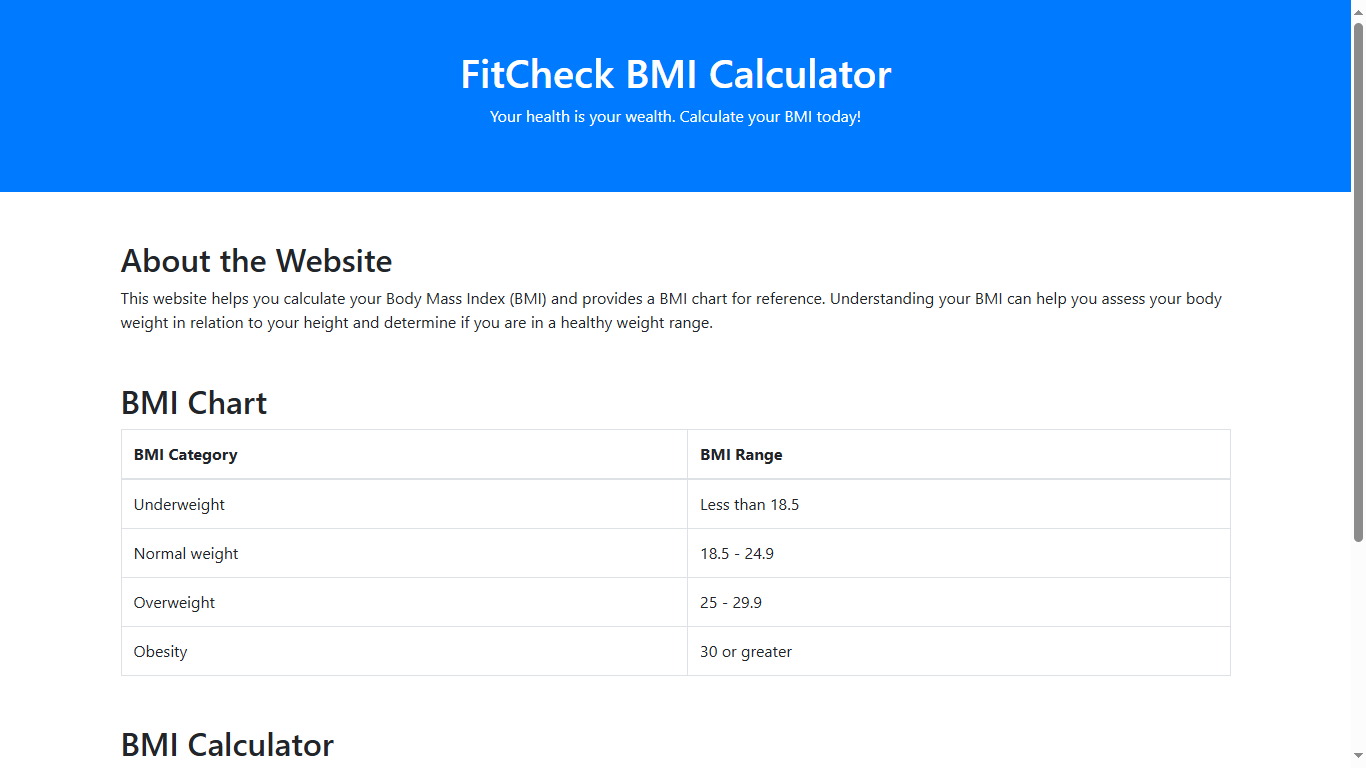 FitCheck BMI Calculator
Your health is your wealth. Calculate your BMI today!
About the Website
This website helps you calculate your Body Mass Index (BMI) and provides a BMI chart for reference. Understanding your BMI can help you assess your body
weight in relation to your height and determine if you are in a healthy weight range.
BMI Chart
BMI Category BMI Range
Underweight Less than 18.5
Normal weight 18.5 - 24.9
Overweight 25 - 29.9
Obesity 30 or greater
BMI Calculator